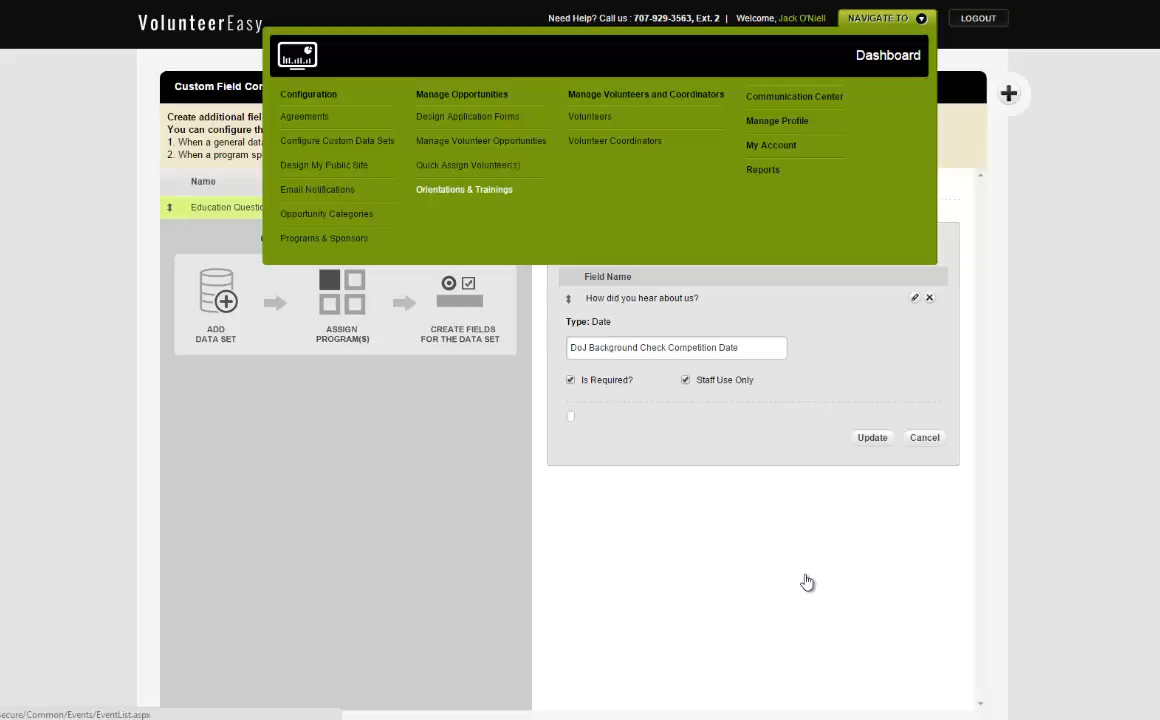 VolunteerEasy
Need Help? Call us : 707-929-3563, Ext. 2 | Welcome, Jack O'Niell
NAVIGATE TO
LOGOUT
Dashboard
Custom Field Con
Create additional fiel
You can configure th
1. When a general dat
2. When a program sp
Name
Education Questio
Configuration
Agreements
Configure Custom Data Sets
Design My Public Site
Email Notifications
Opportunity Categories
Programs & Sponsors
Manage Opportunities
Design Application Forms
Manage Volunteer Opportunities
Quick Assign Volunteer(s)
Orientations & Trainings
Manage Volunteers and Coordinators
Volunteers
Volunteer Coordinators
Communication Center
Manage Profile
My Account
Reports
ADD
DATA SET
ASSIGN
PROGRAM(S)
CREATE FIELDS
FOR THE DATA SET
Field Name
How did you hear about us?
Type: Date
DoJ Background Check Competition Date
Is Required?
Staff Use Only
Update
Cancel
Secure/Common/Events/EventList.aspx